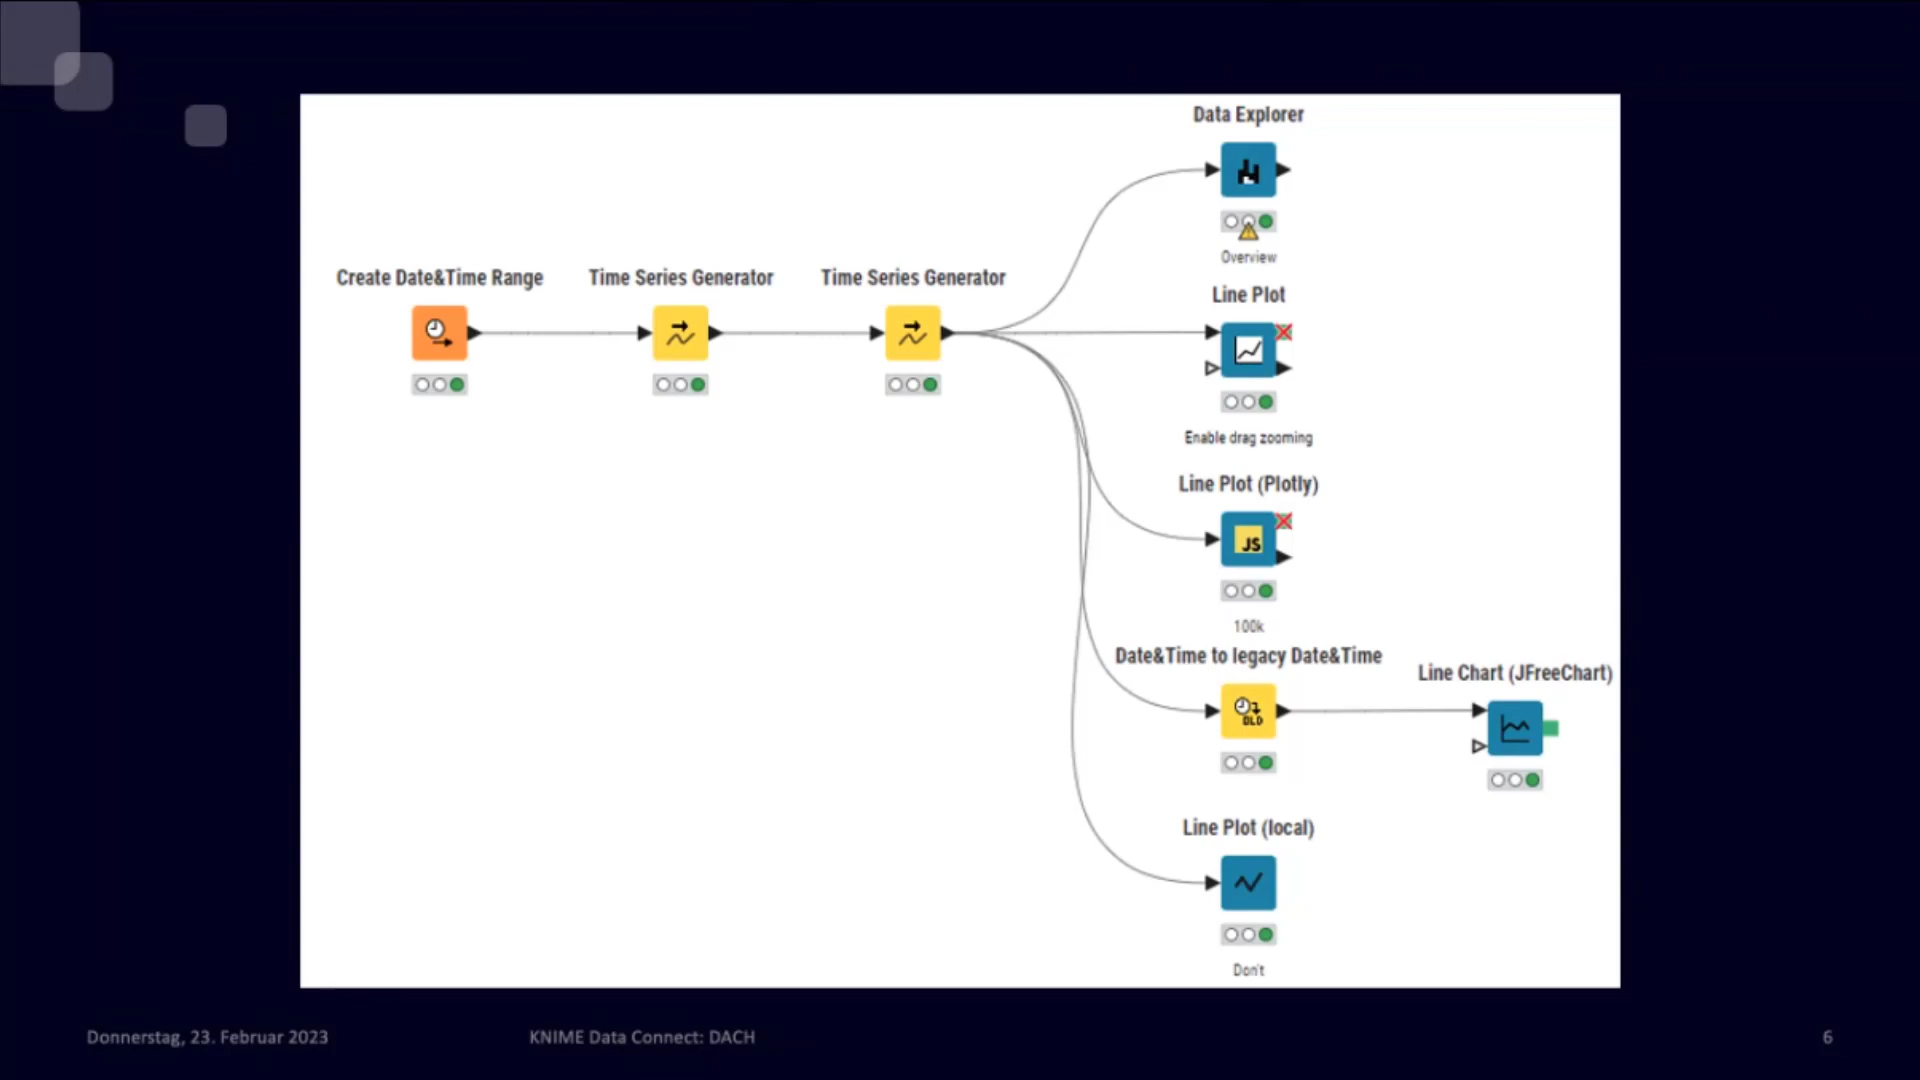 Data Explorer
Overview
Create Date&Time Range
Time Series Generator
Time Series Generator
Line Plot
Enable drag zooming
Line Plot (Plotly)
JS
100k
Date&Time to legacy Date&Time
OLD
Line Chart (JFreeChart)
Line Plot (local)
Don't
Donnerstag, 23. Februar 2023
KNIME Data Connect: DACH
6